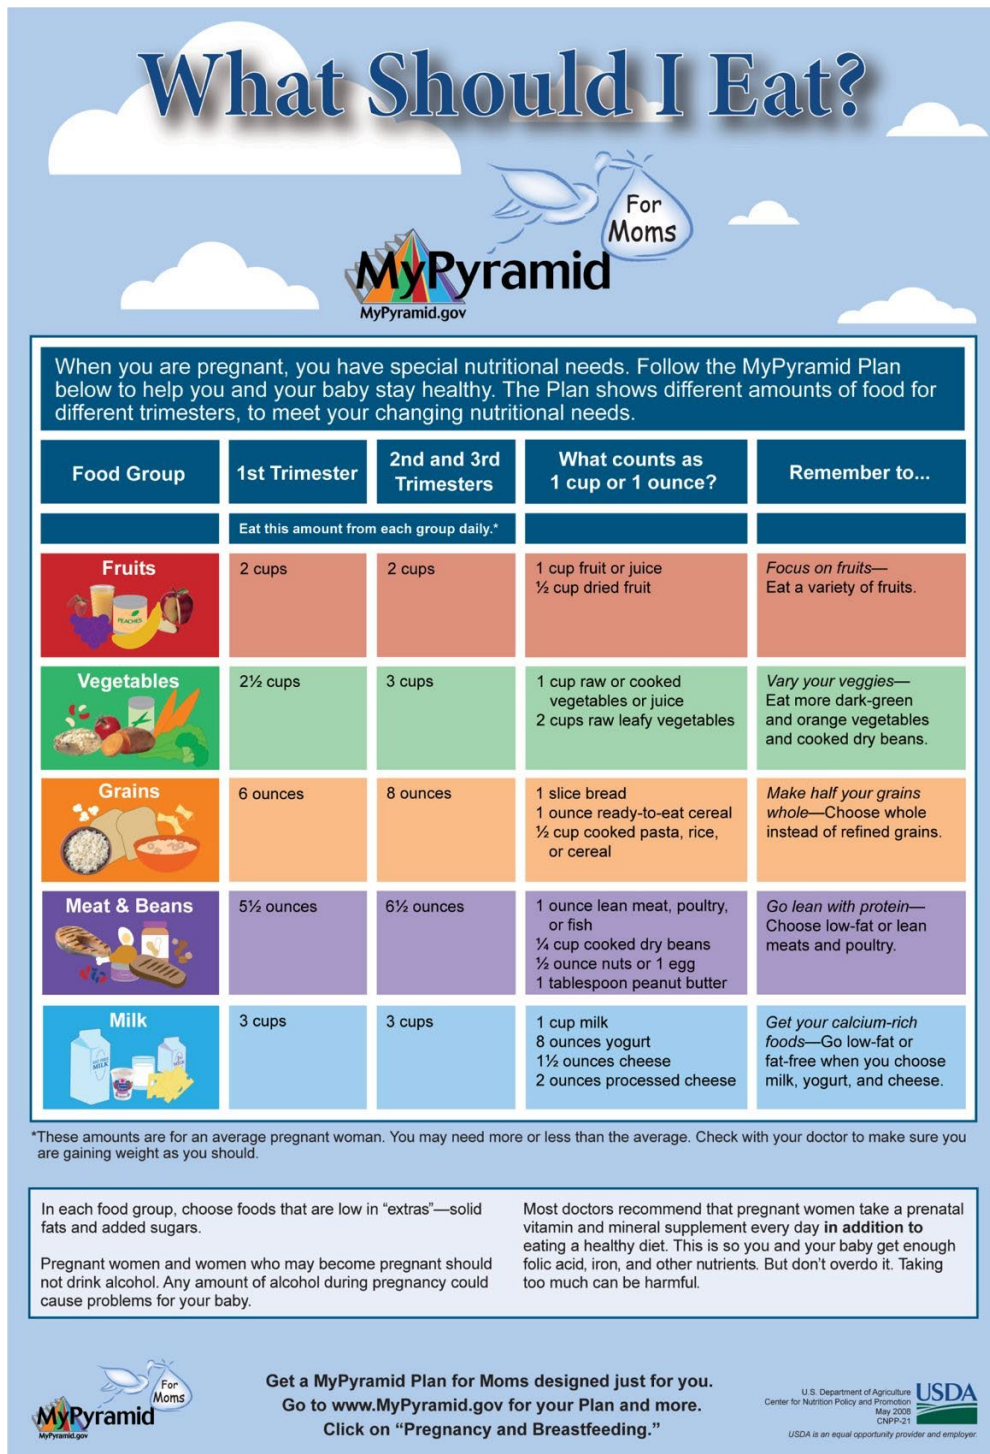 What Should I Eat?
For
Moms
MyPyramid
MyPyramid.gov
When you are pregnant, you have special nutritional needs. Follow the MyPyramid Plan
below to help you and your baby stay healthy. The Plan shows different amounts of food for
different trimesters, to meet your changing nutritional needs.
Food Group
1st Trimester
2nd and 3rd
Trimesters
What counts as
1 cup or 1 ounce?
Remember to...
Eat this amount from each group daily.*
Fruits
PEACHES
2 cups
2 cups
1 cup fruit or juice
½ cup dried fruit
Focus on fruits—
Eat a variety of fruits.
Vegetables
2½ cups
3 cups
1 cup raw or cooked
vegetables or juice
2 cups raw leafy vegetables
Vary your veggies—
Eat more dark-green
and orange vegetables
and cooked dry beans.
Grains
6 ounces
8 ounces
1 slice bread
1 ounce ready-to-eat cereal
½ cup cooked pasta, rice,
or cereal
Make half your grains
whole—Choose whole
instead of refined grains.
Meat & Beans
5½ ounces
6½ ounces
1 ounce lean meat, poultry,
or fish
¼ cup cooked dry beans
½ ounce nuts or 1 egg
1 tablespoon peanut butter
Go lean with protein—
Choose low-fat or lean
meats and poultry.
Milk
MILK
3 cups
3 cups
1 cup milk
8 ounces yogurt
1½ ounces cheese
2 ounces processed cheese
Get your calcium-rich
foods—Go low-fat or
fat-free when you choose
milk, yogurt, and cheese.
*These amounts are for an average pregnant woman. You may need more or less than the average. Check with your doctor to make sure you
are gaining weight as you should.
In each food group, choose foods that are low in “extras”—solid
fats and added sugars.
Pregnant women and women who may become pregnant should
not drink alcohol. Any amount of alcohol during pregnancy could
cause problems for your baby.
Most doctors recommend that pregnant women take a prenatal
vitamin and mineral supplement every day in addition to
eating a healthy diet. This is so you and your baby get enough
folic acid, iron, and other nutrients. But don’t overdo it. Taking
too much can be harmful.
For
Moms
MyPyramid
MyPyramid.gov
Get a MyPyramid Plan for Moms designed just for you.
Go to www.MyPyramid.gov for your Plan and more.
Click on “Pregnancy and Breastfeeding.”
U.S. Department of Agriculture
Center for Nutrition Policy and Promotion
May 2008
CNPP-21
USDA
USDA is an equal opportunity provider and employer.